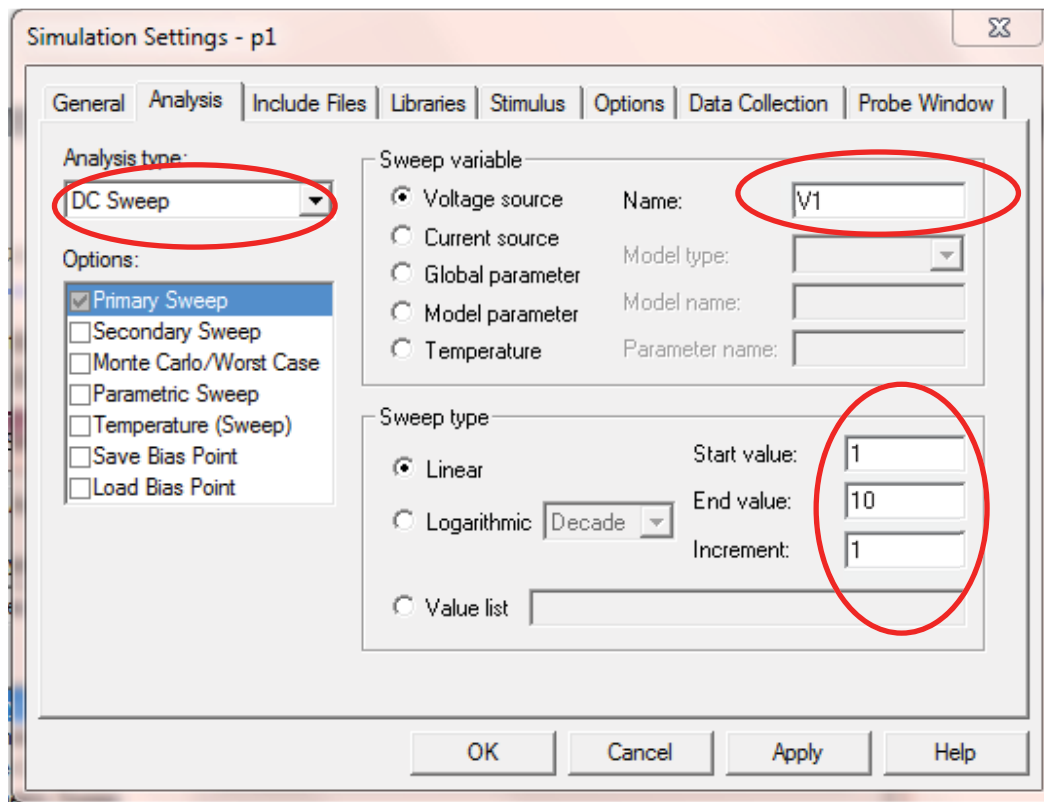 Simulation Settings - p1
General Analysis Include Files Libraries Stimulus Options Data Collection Probe Window
Analysis type:
DC Sweep
Options:
Primary Sweep
Secondary Sweep
Monte Carlo/Worst Case
Parametric Sweep
Temperature (Sweep)
Save Bias Point
Load Bias Point
Sweep variable
Voltage source
Current source
Global parameter
Model parameter
Temperature
Name: V1
Model type:
Model name:
Parameter name:
Sweep type
Linear
Logarithmic Decade
Value list
Start value: 1
End value: 10
Increment: 1
OK Cancel Apply Help